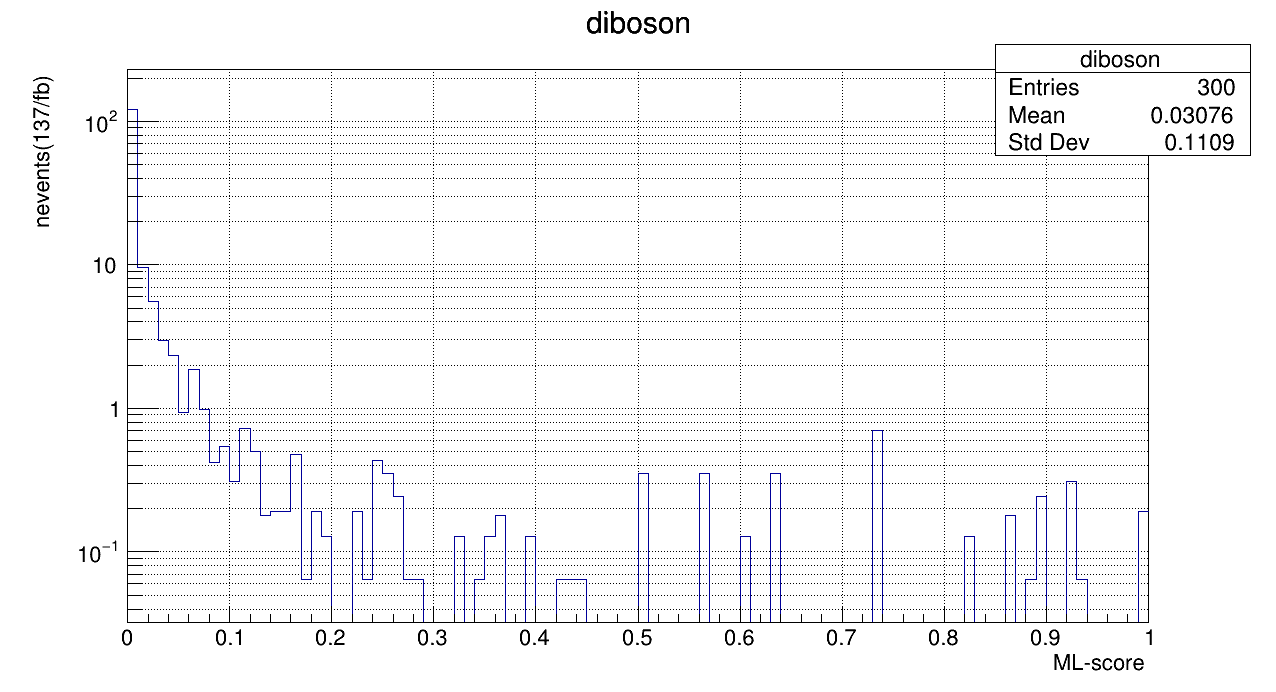 diboson
diboson
Entries 300
Mean 0.03076
Std Dev 0.1109
nevents(137/fb)
10²
10
1
10⁻¹
0 0.1 0.2 0.3 0.4 0.5 0.6 0.7 0.8 0.9 1
ML-score